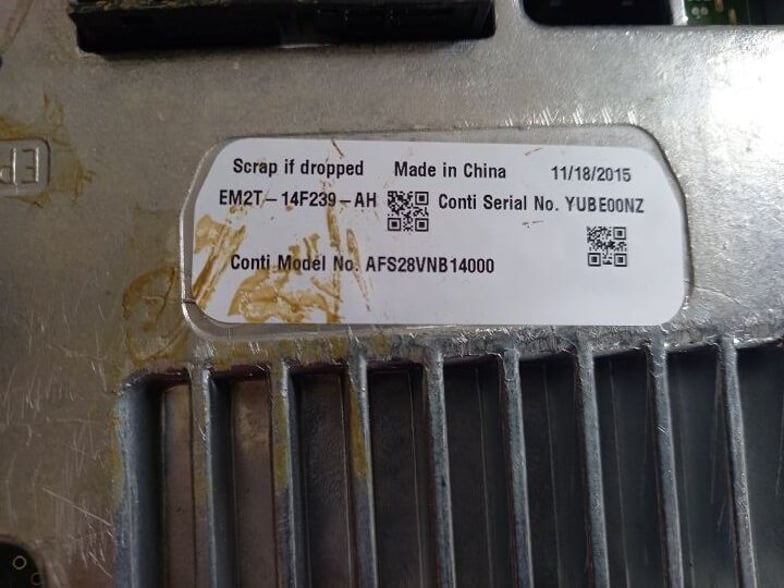 Scrap if dropped Made in China 11/18/2015
EM2T-14F239-AH Conti Serial No. YUBE00NZ
Conti Model No. AFS28VNB14000
EP